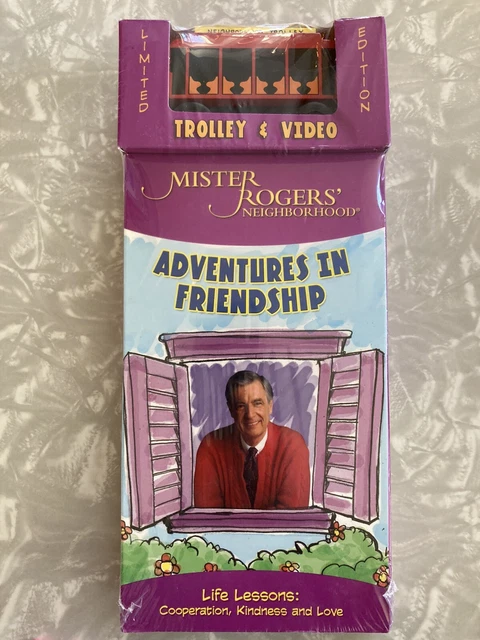 LIMITED
EDITION
TROLLEY & VIDEO
MISTER
ROGERS'
NEIGHBORHOOD®
ADVENTURES IN
FRIENDSHIP
Life Lessons:
Cooperation, Kindness and Love